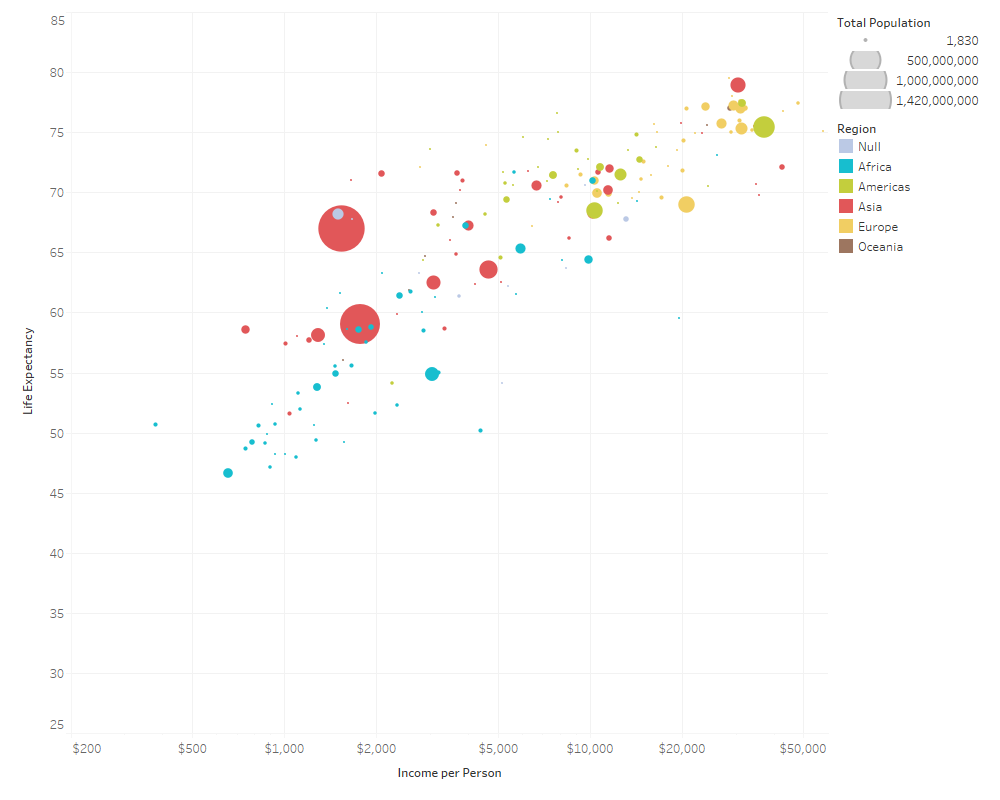 85
80
75
70
65
60
55
50
45
40
35
30
25
Life Expectancy
$200
$500
$1,000
$2,000
$5,000
$10,000
$20,000
$50,000
Income per Person
Total Population
1,830
500,000,000
1,000,000,000
1,420,000,000
Region
Null
Africa
Americas
Asia
Europe
Oceania